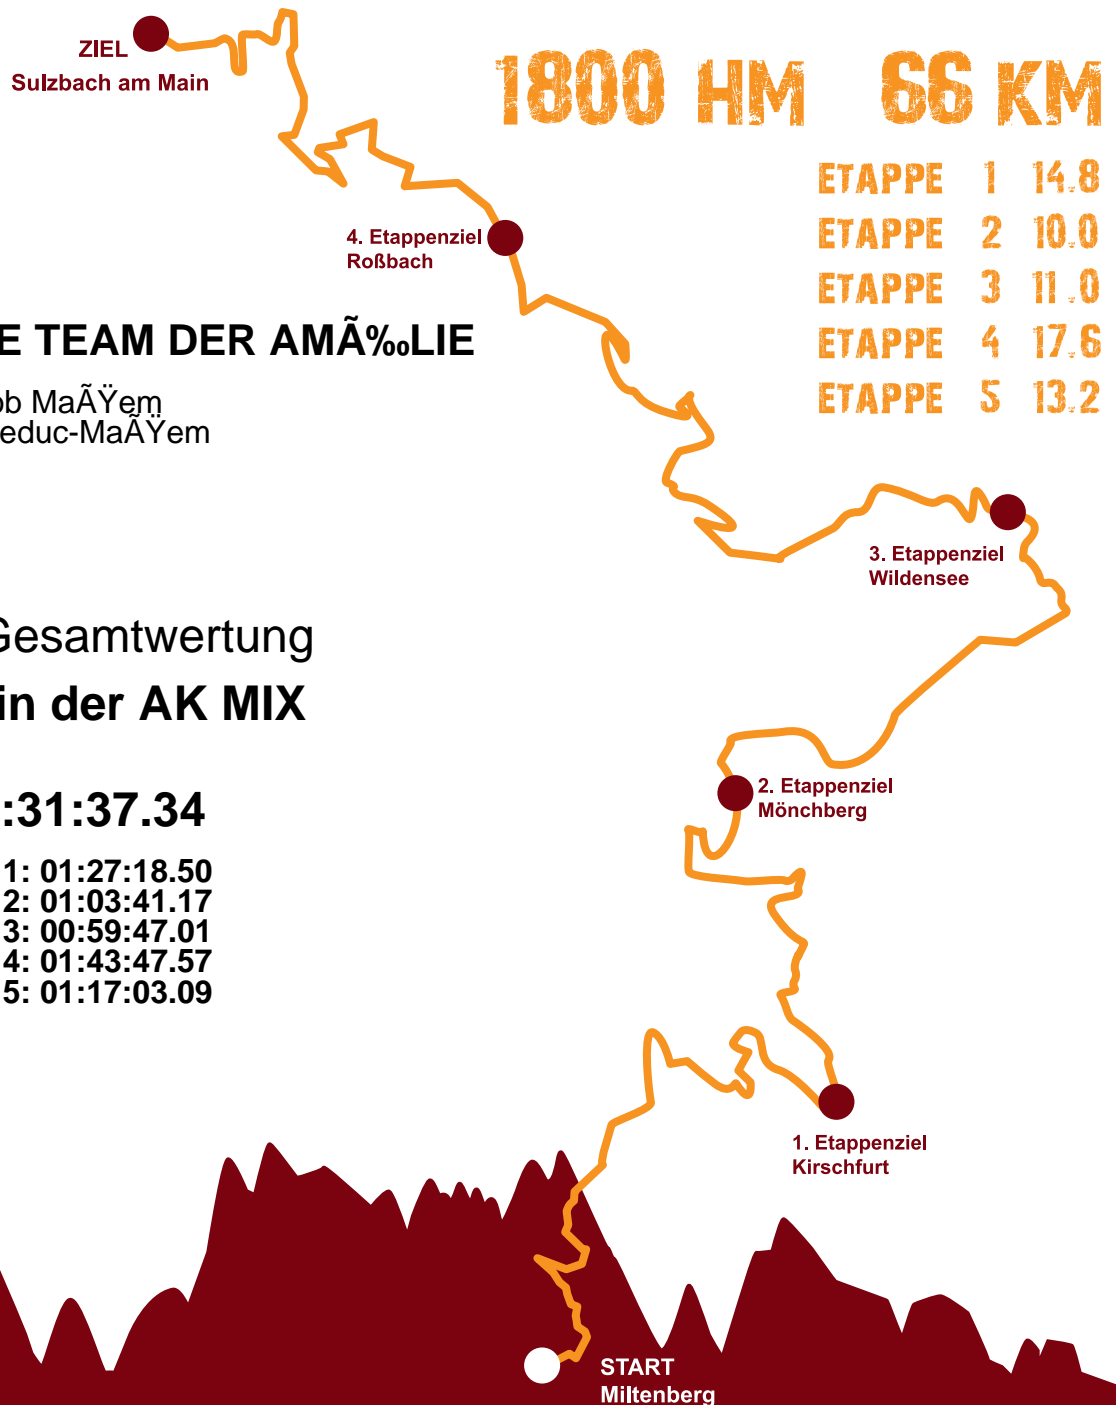 ZIEL
Sulzbach am Main
1800 HM 66 KM
ETAPPE 1 14.8
ETAPPE 2 10.0
ETAPPE 3 11.0
ETAPPE 4 17.6
ETAPPE 5 13.2
4. Etappenziel
Roßbach
E TEAM DER AMÃ‰LIE
ob MaÃŸem
educ-MaÃŸem
3. Etappenziel
Wildensee
Gesamtwertung
in der AK MIX
2. Etappenziel
Mönchberg
:31:37.34
1: 01:27:18.50
2: 01:03:41.17
3: 00:59:47.01
4: 01:43:47.57
5: 01:17:03.09
1. Etappenziel
Kirschfurt
START
Miltenberg